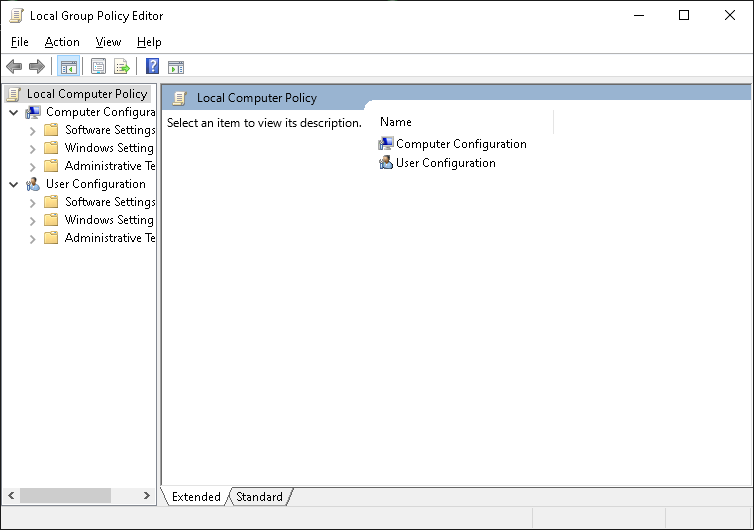 Local Group Policy Editor
File Action View Help
Local Computer Policy
Computer Configura
Software Settings
Windows Setting
Administrative Te
User Configuration
Software Settings
Windows Setting
Administrative Te
Local Computer Policy
Select an item to view its description.
Name
Computer Configuration
User Configuration
Extended Standard